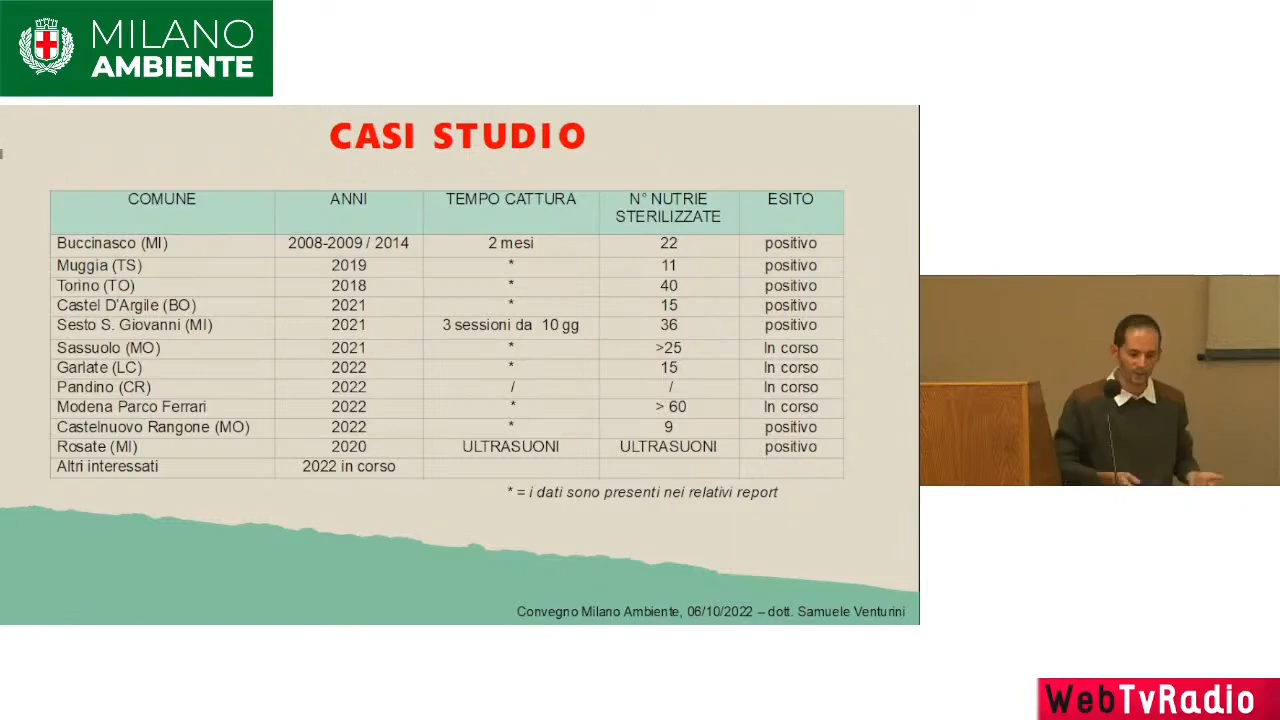 MILANO
AMBIENTE
CASI STUDIO
COMUNE ANNI TEMPO CATTURA N° NUTRIE STERILIZZATE ESITO
Buccinasco (MI) 2008-2009 / 2014 2 mesi 22 positivo
Muggia (TS) 2019 * 11 positivo
Torino (TO) 2018 * 40 positivo
Castel D'Argile (BO) 2021 * 15 positivo
Sesto S. Giovanni (MI) 2021 3 sessioni da 10 gg 36 positivo
Sassuolo (MO) 2021 * >25 In corso
Garlate (LC) 2022 * 15 In corso
Pandino (CR) 2022 / / In corso
Modena Parco Ferrari 2022 * > 60 In corso
Castelnuovo Rangone (MO) 2022 * 9 positivo
Rosate (MI) 2020 ULTRASUONI ULTRASUONI positivo
Altri interessati 2022 in corso
* = i dati sono presenti nei relativi report
Convegno Milano Ambiente, 06/10/2022 – dott. Samuele Venturini
WebTvRadio